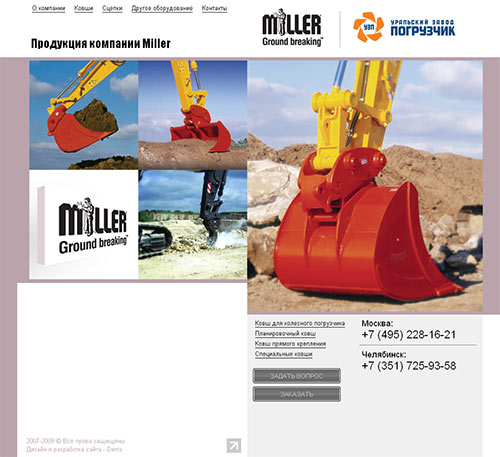 О компании Ковши Сцепки Другое оборудование Контакты
MILLER
Ground breaking™
УЗП
УРАЛЬСКИЙ ЗАВОД
ПОГРУЗЧИК
Продукция компании Miller
MILLER
Ground breaking™
Ковш для колесного погрузчика
Планировочный ковш
Ковш прямого крепления
Специальные ковши
ЗАДАТЬ ВОПРОС
ЗАКАЗАТЬ
Москва:
+7 (495) 228-16-21
Челябинск:
+7 (351) 725-93-58
2007-2009 © Все права защищены
Дизайн и разработка сайта - Denis